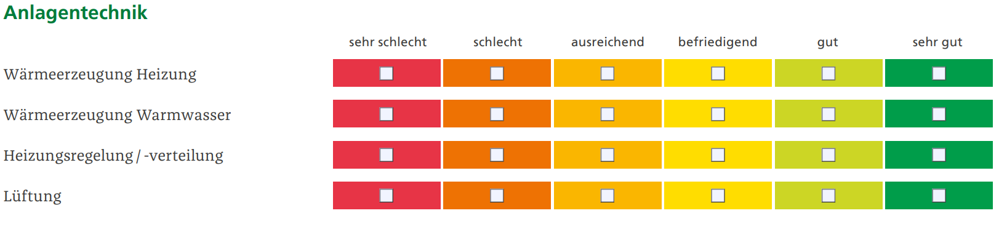 Anlagentechnik
sehr schlecht schlecht ausreichend befriedigend gut sehr gut
Wärmeerzeugung Heizung
Wärmeerzeugung Warmwasser
Heizungsregelung / -verteilung
Lüftung